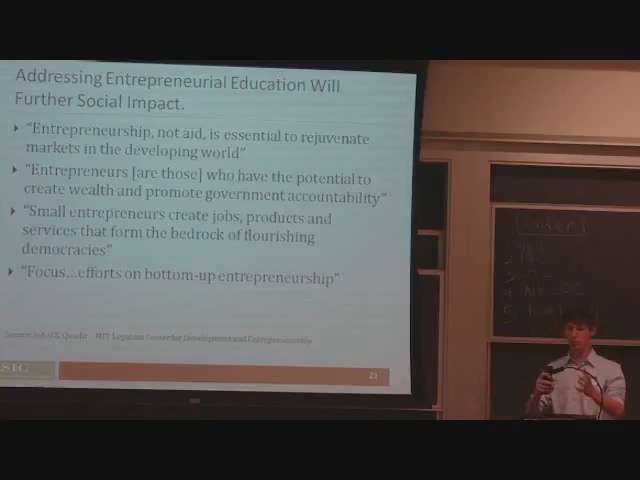 Addressing Entrepreneurial Education Will
Further Social Impact.
"Entrepreneurship, not aid, is essential to rejuvenate
markets in the developing world"
"Entrepreneurs [are those] who have the potential to
create wealth and promote government accountability"
"Small entrepreneurs create jobs, products and
services that form the bedrock of flourishing
democracies"
"Focus...efforts on bottom-up entrepreneurship"
MIT Legatum Center for Development and Entrepreneurship
SIC
21